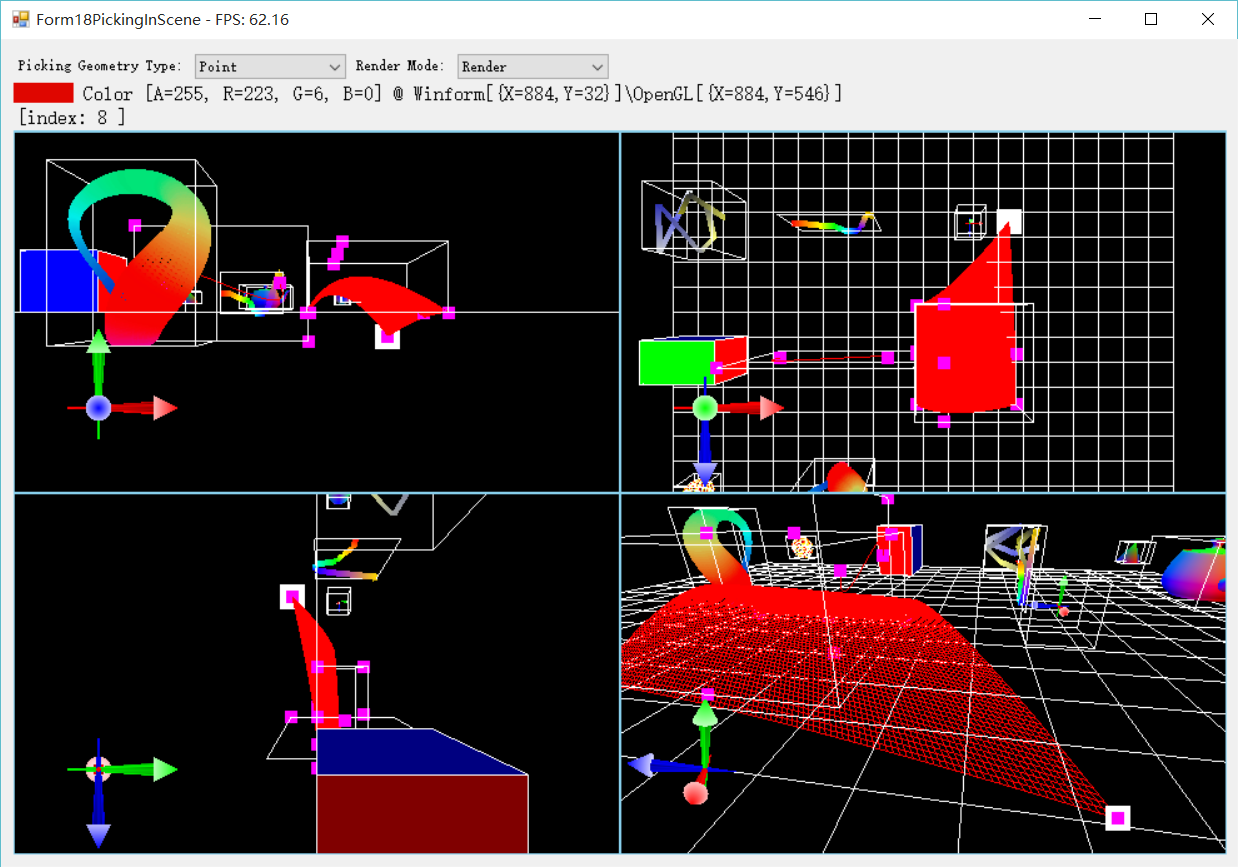 Form18PickingInScene - FPS: 62.16
Picking Geometry Type: Point Render Mode: Render
Color [A=255, R=223, G=6, B=0] @ Winform[{X=884,Y=32}]\OpenGL[{X=884,Y=546}]
[index: 8 ]